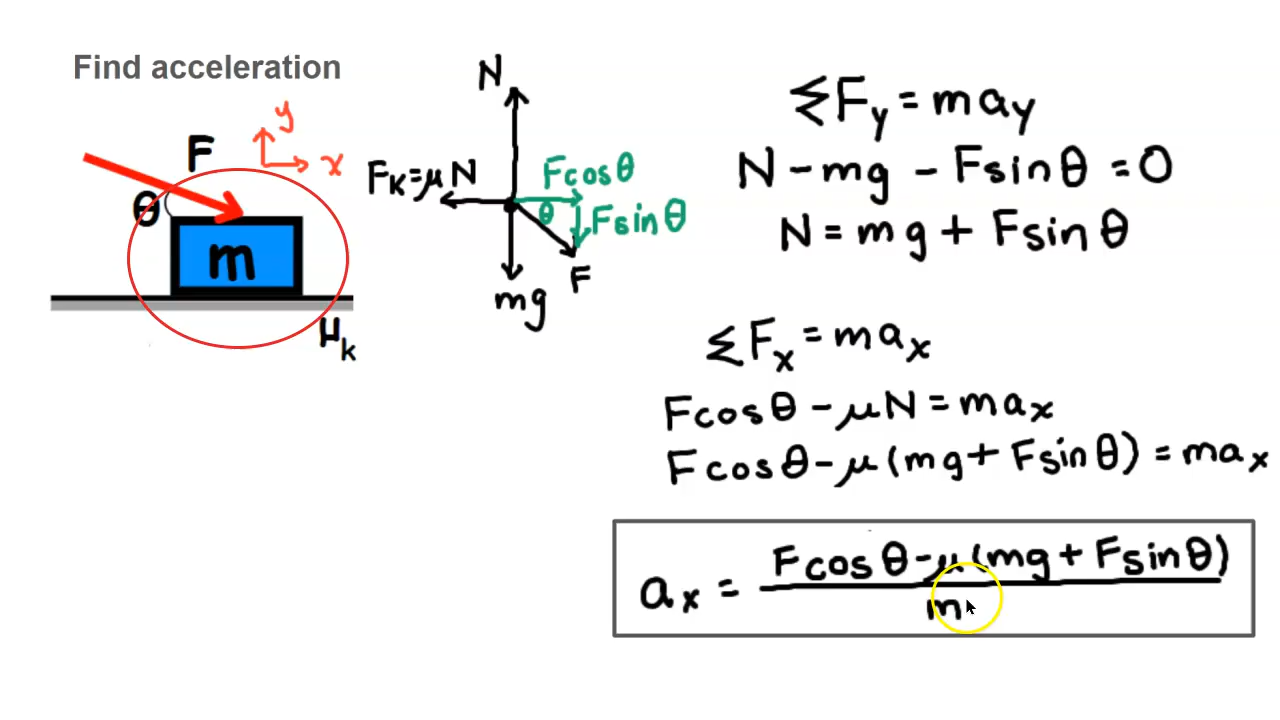 Find acceleration
y
x
F
θ
m
μk
N
Fk=μN
Fcosθ
θ
Fsinθ
F
mg
ΣFy = may
N - mg - Fsinθ = 0
N = mg + Fsinθ
ΣFx = max
Fcosθ - μN = max
Fcosθ - μ(mg + Fsinθ) = max
ax = Fcosθ - μ(mg + Fsinθ)
m